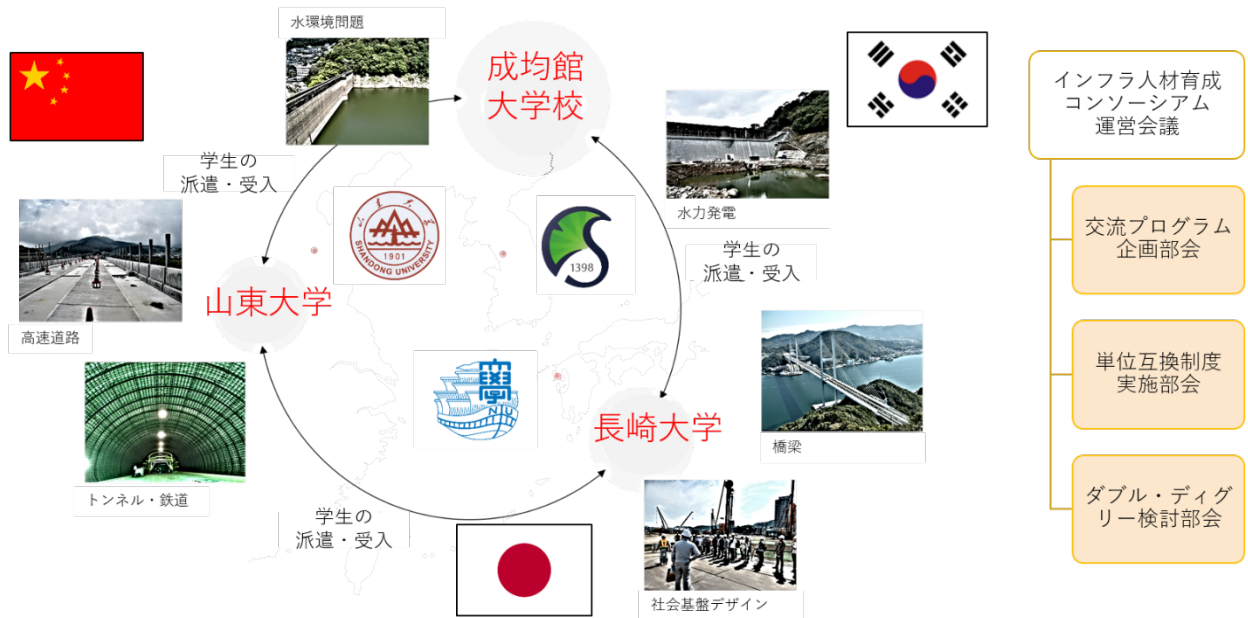 水環境問題
成均館
大学校
インフラ人材育成
コンソーシアム
運営会議
学生の
派遣・受入
水力発電
学生の
派遣・受入
交流プログラム
企画部会
SHANDONG UNIVERSITY
1901
1398
山東大学
高速道路
単位互換制度
実施部会
大學
NIU
長崎大学
橋梁
トンネル・鉄道
学生の
派遣・受入
ダブル・ディグ
リー検討部会
社会基盤デザイン